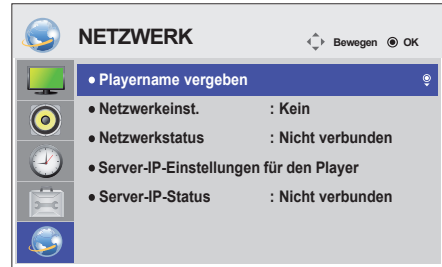 NETZWERK
Bewegen OK
Playername vergeben
Netzwerkeinst. : Kein
Netzwerkstatus : Nicht verbunden
Server-IP-Einstellungen für den Player
Server-IP-Status : Nicht verbunden